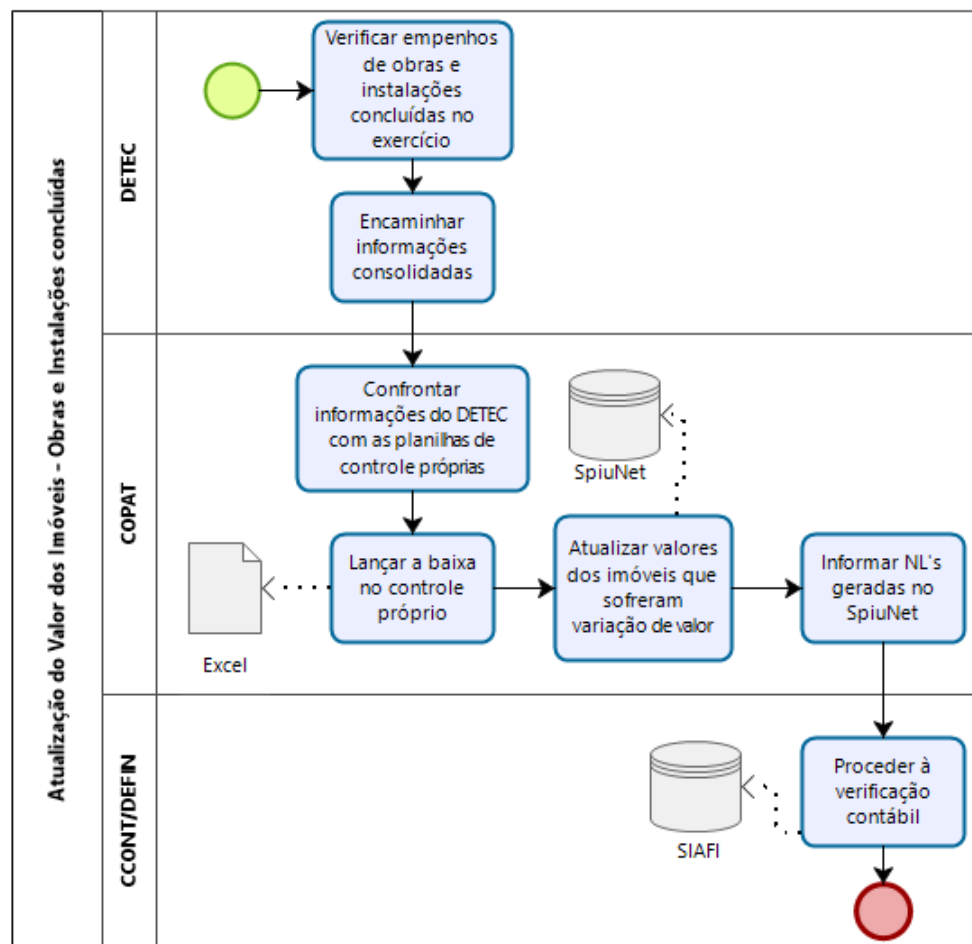 Atualização do Valor dos Imóveis - Obras e Instalações concluídas
DETEC
Verificar empenhos
de obras e
instalações
concluídas no
exercício
Encaminhar
informações
consolidadas
COPAT
Confrontar
informações do DETEC
com as planilhas de
controle próprias
SpiuNet
Lançar a baixa
no controle
próprio
Excel
Atualizar valores
dos imóveis que
sofreram
variação de valor
Informar NL's
geradas no
SpiuNet
CCONT/DEFIN
Proceder à
verificação
contábil
SIAFI